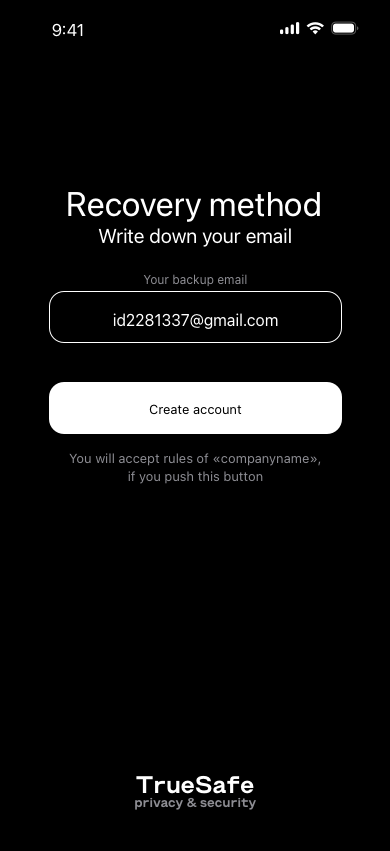 9:41
Recovery method
Write down your email
Your backup email
id2281337@gmail.com
Create account
You will accept rules of «companyname»,
if you push this button
TrueSafe
privacy & security